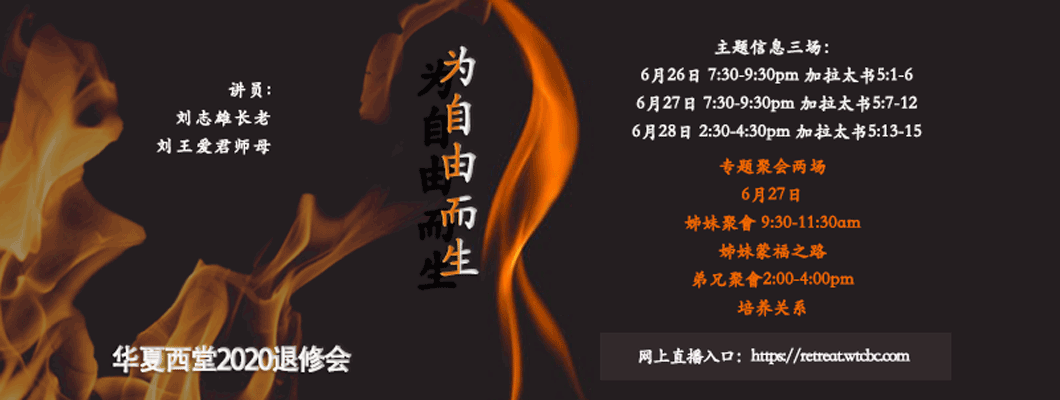 讲员:
刘志雄长老
刘王爱君师母
为自由而生
华夏西堂2020退修会
主题信息三场:
6月26日 7:30-9:30pm 加拉太书5:1-6
6月27日 7:30-9:30pm 加拉太书5:7-12
6月28日 2:30-4:30pm 加拉太书5:13-15
专题聚会两场
6月27日
姊妹聚會 9:30-11:30am
姊妹蒙福之路
弟兄聚會2:00-4:00pm
培养关系
网上直播入口：https://retreat.wtcbc.com